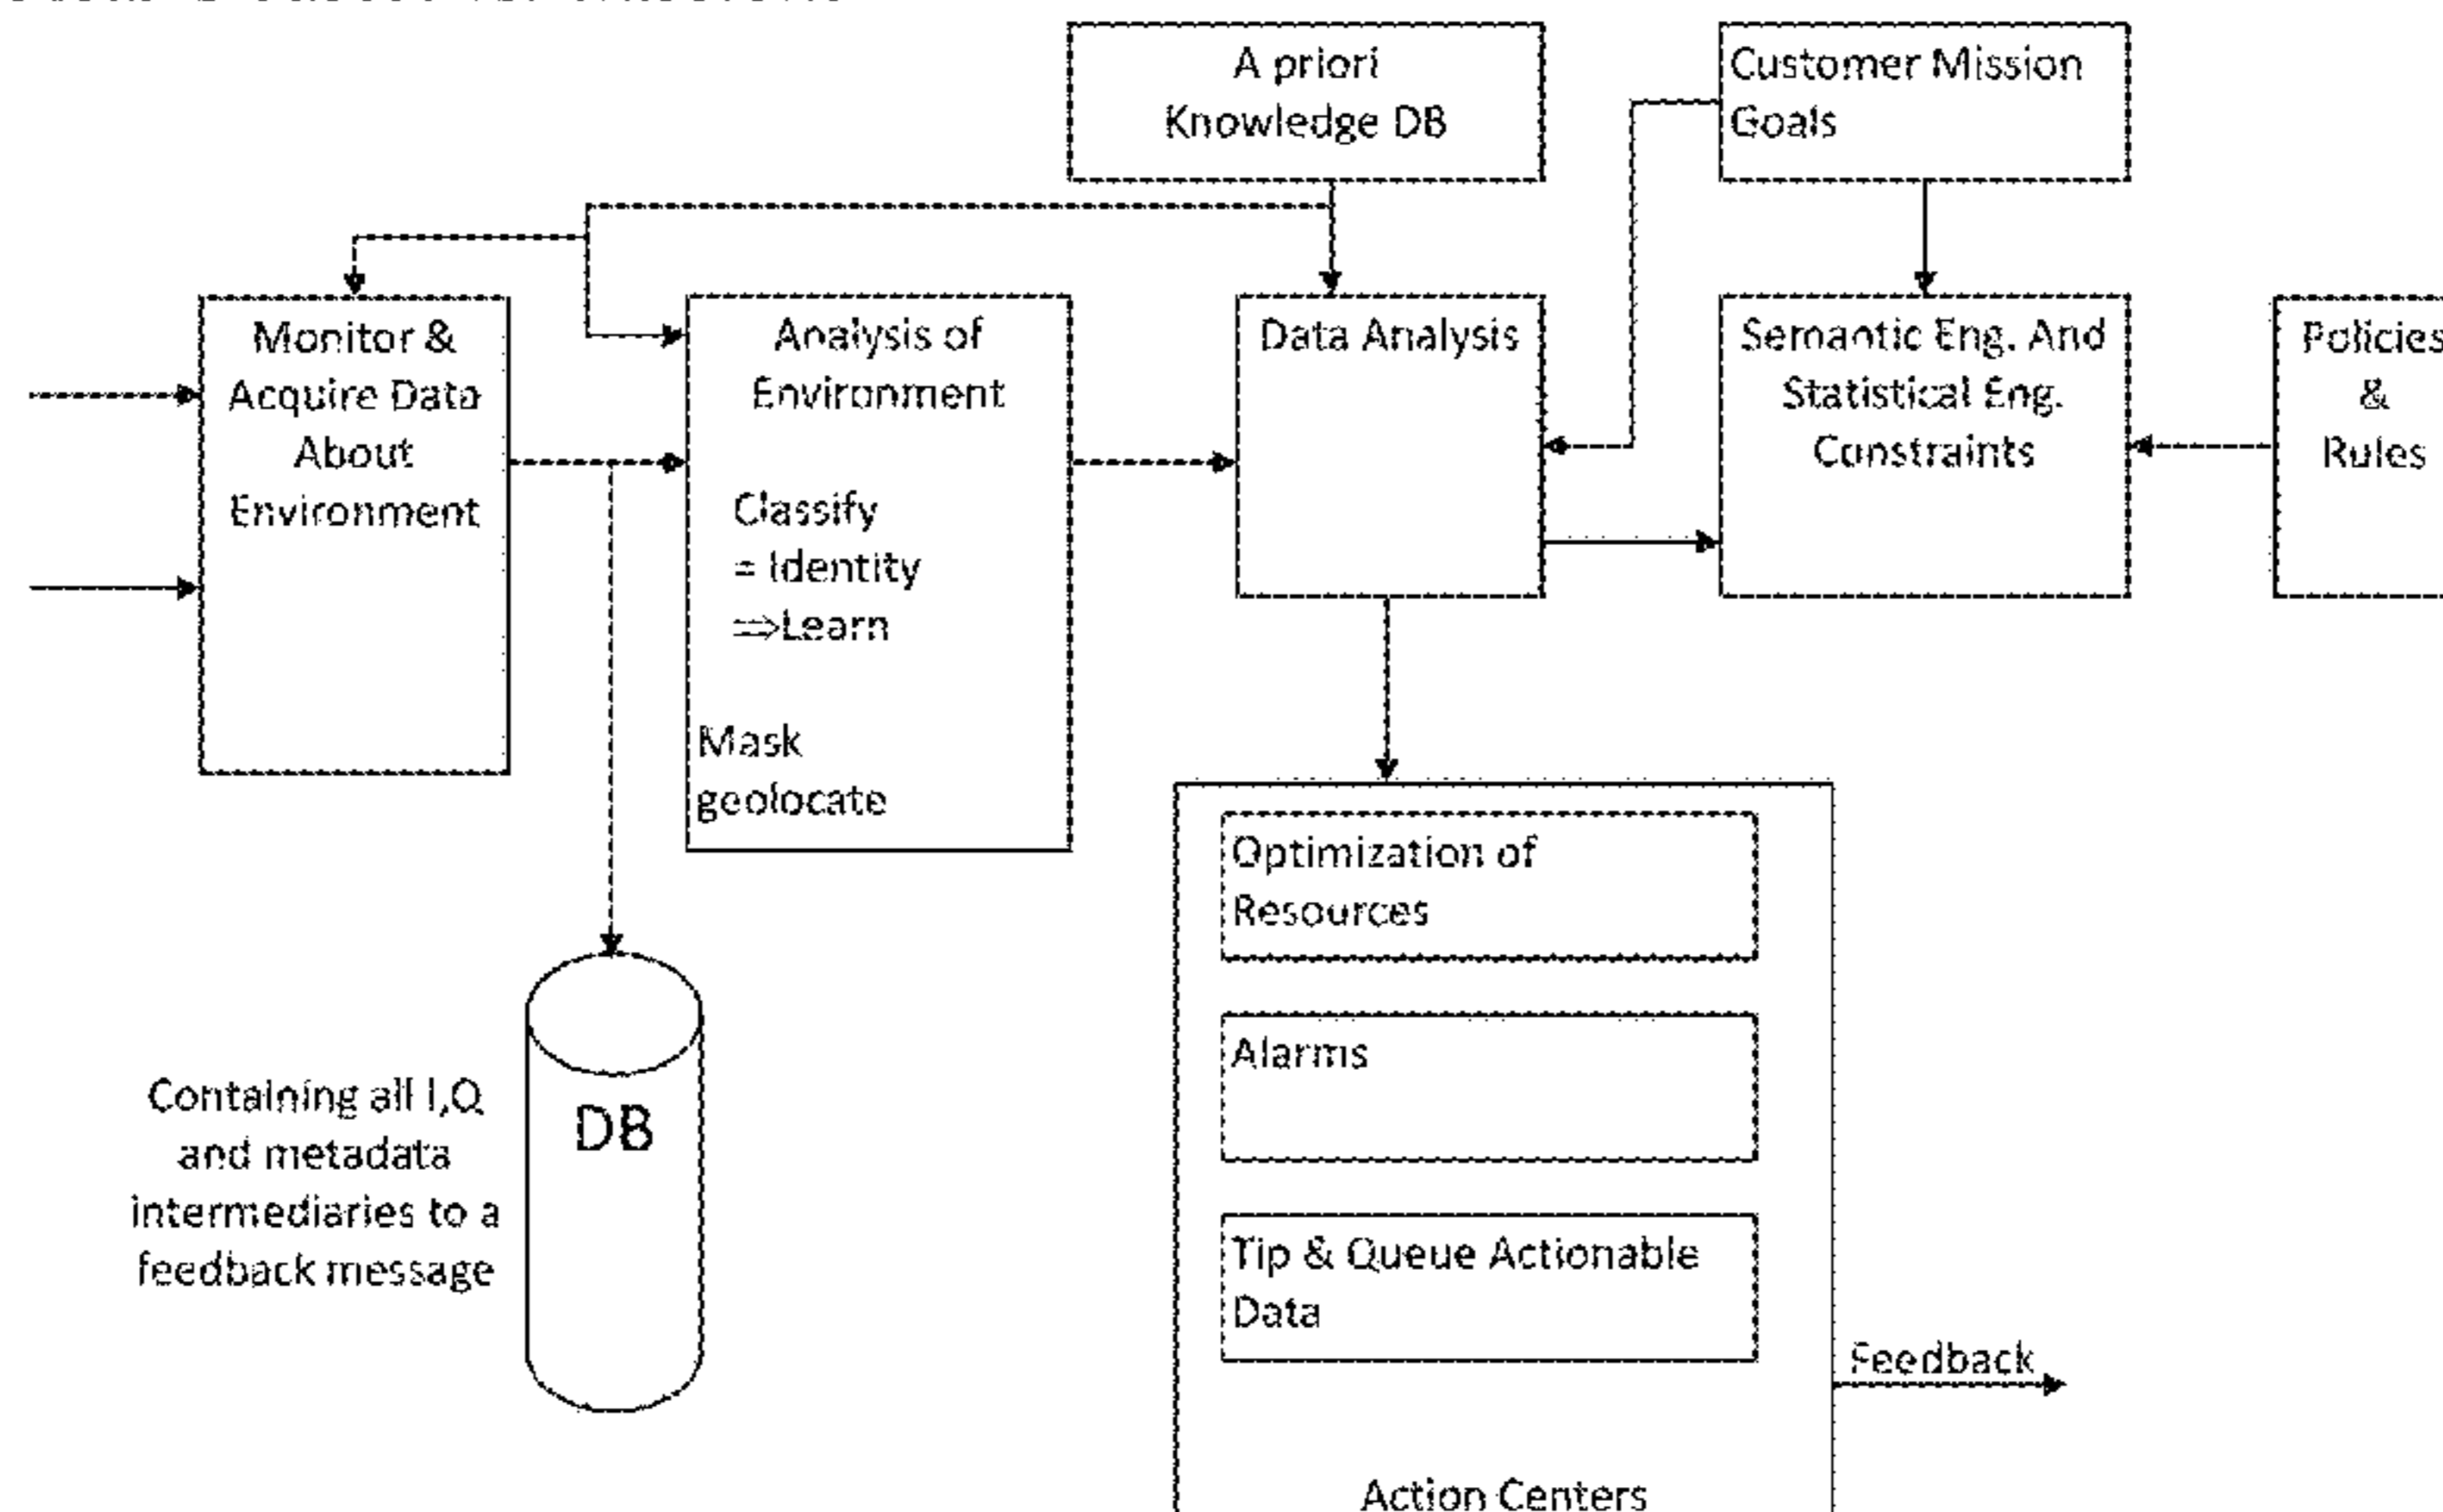 A priori
Knowledge DB
Customer Mission
Goals
Monitor &
Acquire Data
About
Environment
Analysis of
Environment
Classify
= Identity
⇒Learn
Mask
geolocate
Data Analysis
Semantic Eng. And
Statistical Eng.
Constraints
Policies
&
Rules
Optimization of
Resources
Alarms
Tip & Queue Actionable
Data
Feedback
Action Centers
DB
Containing all I,Q
and metadata
intermediaries to a
feedback message